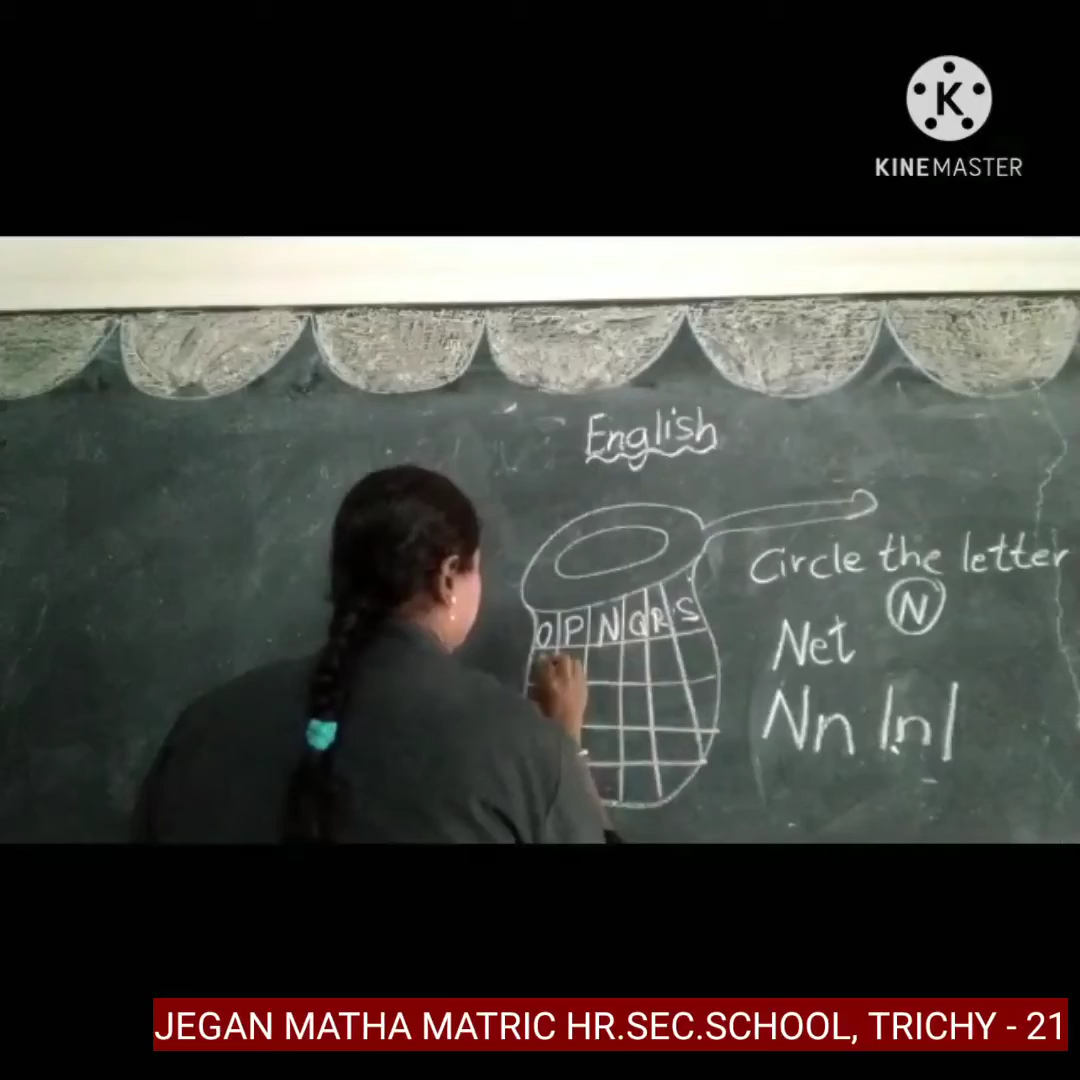 K
KINEMASTER
English
Circle the letter
N
O P N Q R S
Net
Nn /n/
JEGAN MATHA MATRIC HR.SEC.SCHOOL, TRICHY - 21